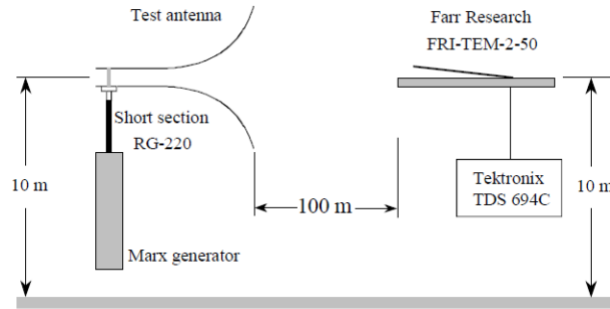 Test antenna
Farr Research
FRI-TEM-2-50
Short section
RG-220
10 m
100 m
10 m
Tektronix
TDS 694C
Marx generator